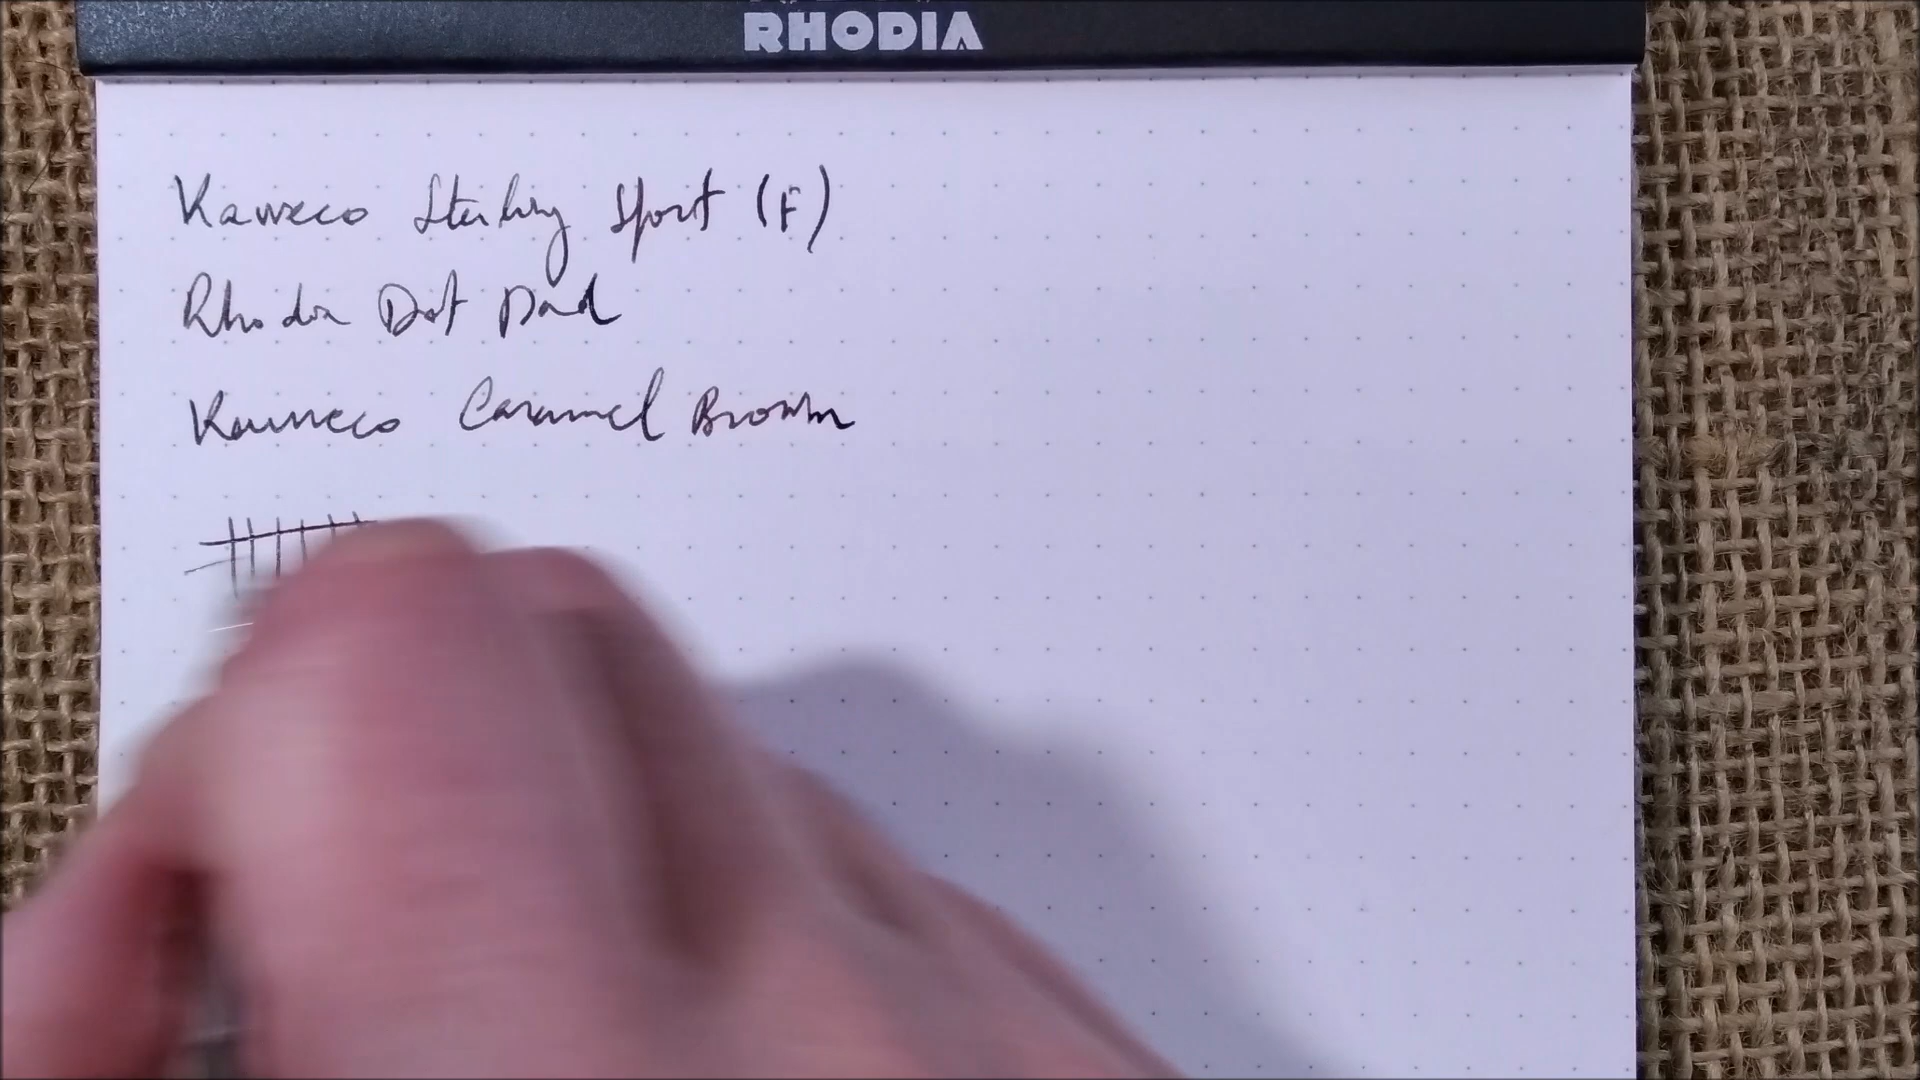 RHODIA
Kaweco Sterling Sport (F)
Rhodia Dot Pad
Kaweco Caramel Brown